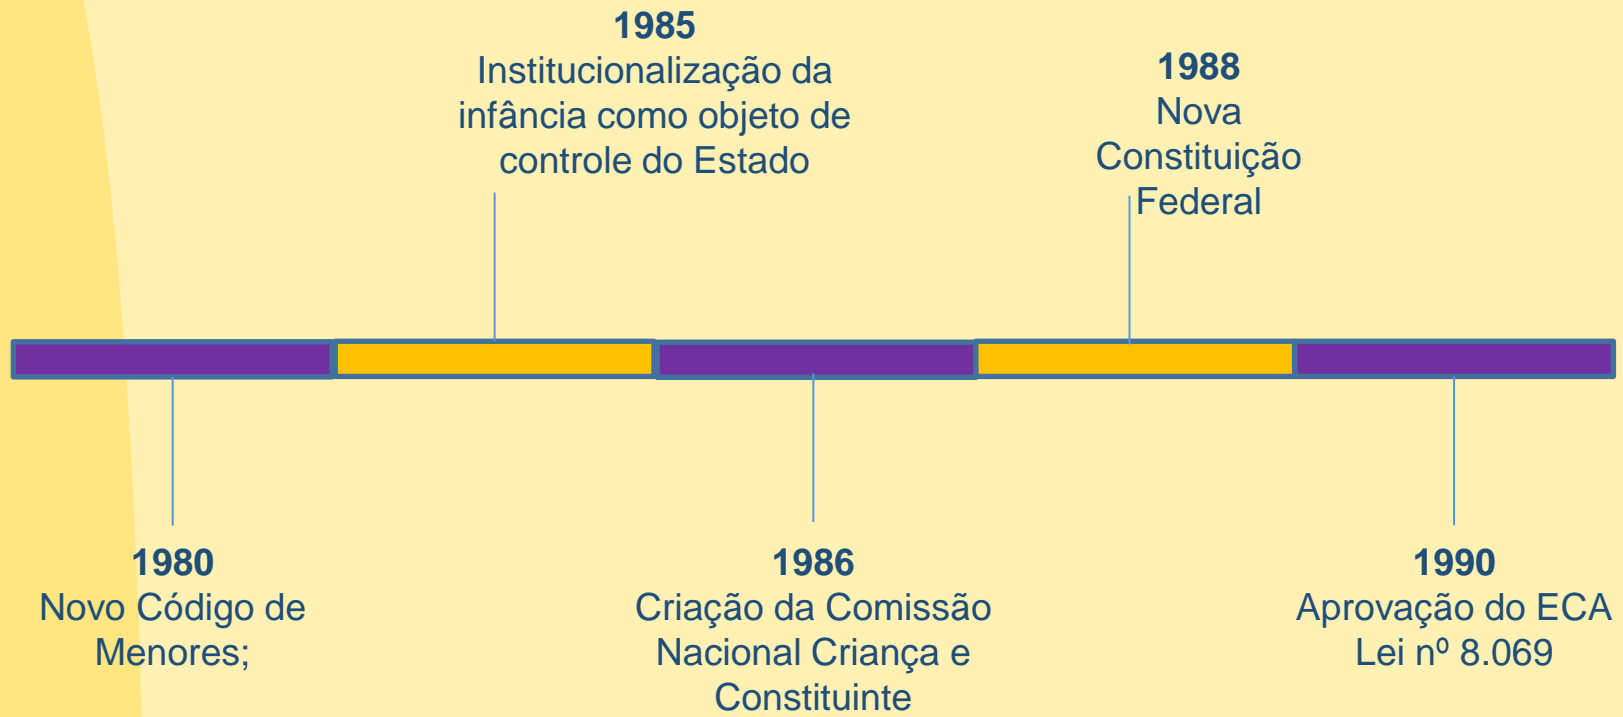 1985
Institucionalização da
infância como objeto de
controle do Estado
1988
Nova
Constituição
Federal
1980
Novo Código de
Menores;
1986
Criação da Comissão
Nacional Criança e
Constituinte
1990
Aprovação do ECA
Lei nº 8.069